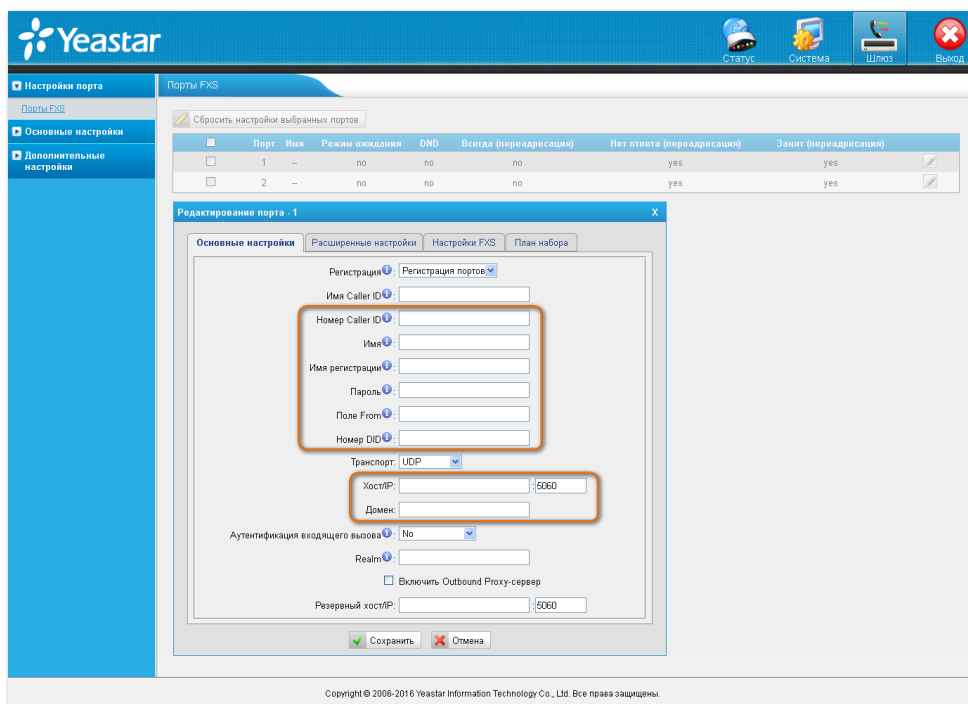 Yeastar
Статус Система Шлюз Выход
Настройки порта
Порты FXS
Основные настройки
Дополнительные
настройки
Порты FXS
Сбросить настройки выбранных портов
Порт Имя Режим ожидания DND Всегда (переадресация) Нет ответа (переадресация) Занят (переадресация)
1 -- no no no yes yes
2 -- no no no yes yes
Редактирование порта - 1 X
Основные настройки Расширенные настройки Настройки FXS План набора
Регистрация i : Регистрация портов
Имя Caller ID i :
Номер Caller ID i :
Имя i :
Имя регистрации i :
Пароль i :
Поле From i :
Номер DID i :
Транспорт: UDP
Хост/IP: : 5060
Домен:
Аутентификация входящего вызова i : No
Realm i :
Включить Outbound Proxy-сервер
Резервный хост/IP: : 5060
Сохранить Отмена
Copyright © 2006-2016 Yeastar Information Technology Co., Ltd. Все права защищены.